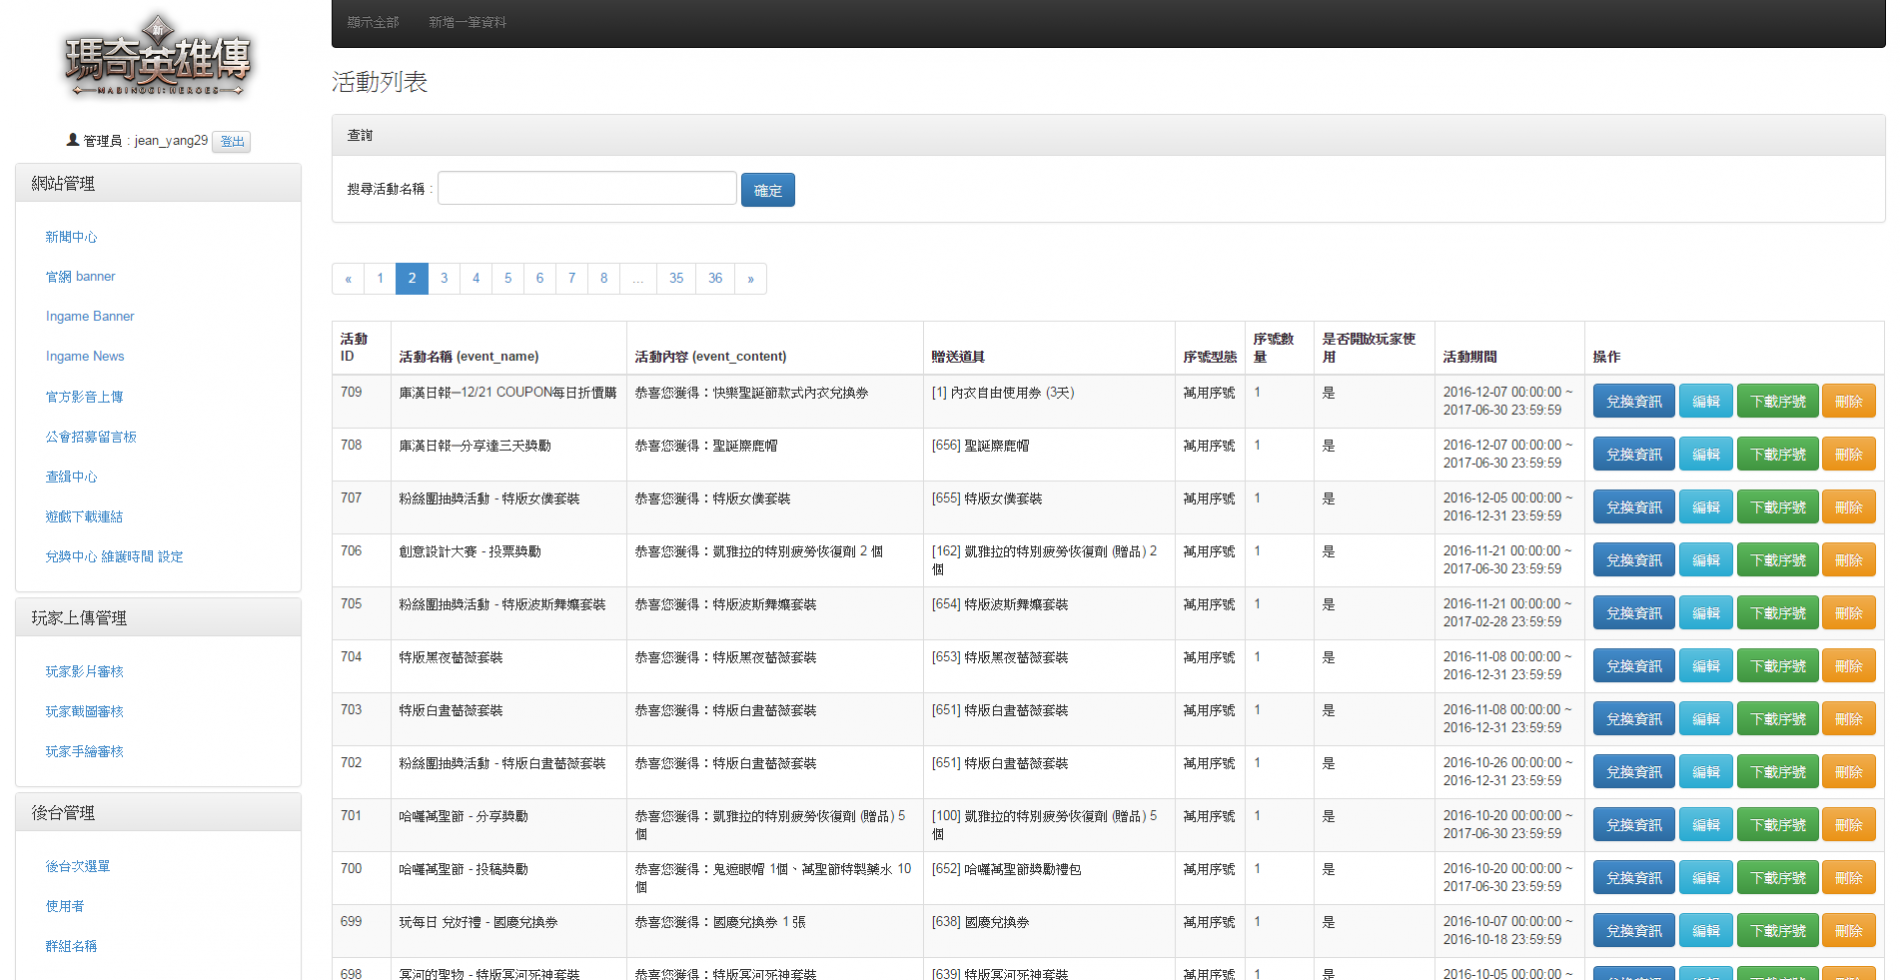 新
瑪奇英雄傳
MABINOGI: HEROES
管理員 : jean_yang29 登出
網站管理
新聞中心
官網 banner
Ingame Banner
Ingame News
官方影音上傳
公會招募留言板
查緝中心
遊戲下載連結
兌獎中心 維護時間 設定
玩家上傳管理
玩家影片審核
玩家截圖審核
玩家手繪審核
後台管理
後台次選單
使用者
群組名稱
顯示全部 新增一筆資料
活動列表
查詢
搜尋活動名稱 : 確定
« 1 2 3 4 5 6 7 8 ... 35 36 »
活動ID 活動名稱 (event_name) 活動內容 (event_content) 贈送道具 序號型態 序號數量 是否開放玩家使用 活動期間 操作
709 庫漢日報─12/21 COUPON每日折價購 恭喜您獲得：快樂聖誕節款式內衣兌換券 [1] 內衣自由使用券 (3天) 萬用序號 1 是 2016-12-07 00:00:00 ~ 2017-06-30 23:59:59 兌換資訊 編輯 下載序號 刪除
708 庫漢日報─分享達三天獎勵 恭喜您獲得：聖誕麋鹿帽 [656] 聖誕麋鹿帽 萬用序號 1 是 2016-12-07 00:00:00 ~ 2017-06-30 23:59:59 兌換資訊 編輯 下載序號 刪除
707 粉絲團抽獎活動 - 特版女僕套裝 恭喜您獲得：特版女僕套裝 [655] 特版女僕套裝 萬用序號 1 是 2016-12-05 00:00:00 ~ 2016-12-31 23:59:59 兌換資訊 編輯 下載序號 刪除
706 創意設計大賽 - 投票獎勵 恭喜您獲得：凱雅拉的特別疲勞恢復劑 2 個 [162] 凱雅拉的特別疲勞恢復劑 (贈品) 2 個 萬用序號 1 是 2016-11-21 00:00:00 ~ 2017-06-30 23:59:59 兌換資訊 編輯 下載序號 刪除
705 粉絲團抽獎活動 - 特版波斯舞孃套裝 恭喜您獲得：特版波斯舞孃套裝 [654] 特版波斯舞孃套裝 萬用序號 1 是 2016-11-21 00:00:00 ~ 2017-02-28 23:59:59 兌換資訊 編輯 下載序號 刪除
704 特版黑夜薔薇套裝 恭喜您獲得：特版黑夜薔薇套裝 [653] 特版黑夜薔薇套裝 萬用序號 1 是 2016-11-08 00:00:00 ~ 2016-12-31 23:59:59 兌換資訊 編輯 下載序號 刪除
703 特版白晝薔薇套裝 恭喜您獲得：特版白晝薔薇套裝 [651] 特版白晝薔薇套裝 萬用序號 1 是 2016-11-08 00:00:00 ~ 2016-12-31 23:59:59 兌換資訊 編輯 下載序號 刪除
702 粉絲團抽獎活動 - 特版白晝薔薇套裝 恭喜您獲得：特版白晝薔薇套裝 [651] 特版白晝薔薇套裝 萬用序號 1 是 2016-10-26 00:00:00 ~ 2016-12-31 23:59:59 兌換資訊 編輯 下載序號 刪除
701 哈囉萬聖節 - 分享獎勵 恭喜您獲得：凱雅拉的特別疲勞恢復劑 (贈品) 5 個 [100] 凱雅拉的特別疲勞恢復劑 (贈品) 5 個 萬用序號 1 是 2016-10-20 00:00:00 ~ 2017-06-30 23:59:59 兌換資訊 編輯 下載序號 刪除
700 哈囉萬聖節 - 投稿獎勵 恭喜您獲得：鬼遮眼帽 1個、萬聖節特製藥水 10 個 [652] 哈囉萬聖節獎勵禮包 萬用序號 1 是 2016-10-20 00:00:00 ~ 2017-06-30 23:59:59 兌換資訊 編輯 下載序號 刪除
699 玩每日 兌好禮 - 國慶兌換券 恭喜您獲得：國慶兌換券 1 張 [638] 國慶兌換券 萬用序號 1 是 2016-10-07 00:00:00 ~ 2016-10-18 23:59:59 兌換資訊 編輯 下載序號 刪除
698 冥河的聖物 - 特版冥河死神套裝 恭喜您獲得：特版冥河死神套裝 [639] 特版冥河死神套裝 萬用序號 1 是 2016-10-05 00:00:00 ~